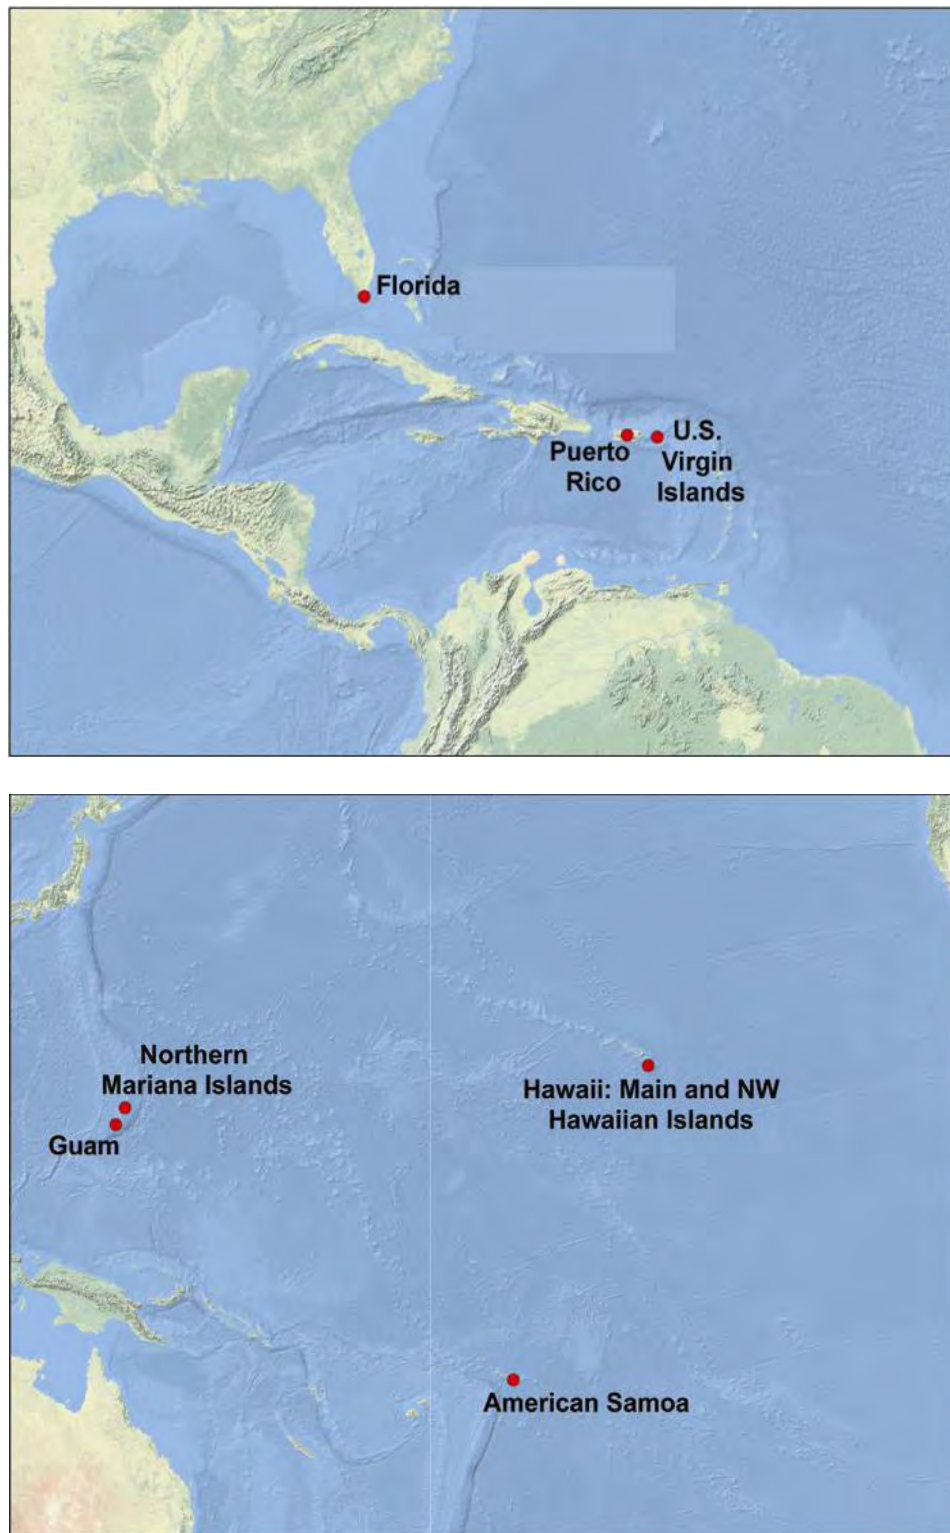 Florida
Puerto
Rico
U.S.
Virgin
Islands
Northern
Mariana Islands
Guam
Hawaii: Main and NW
Hawaiian Islands
American Samoa